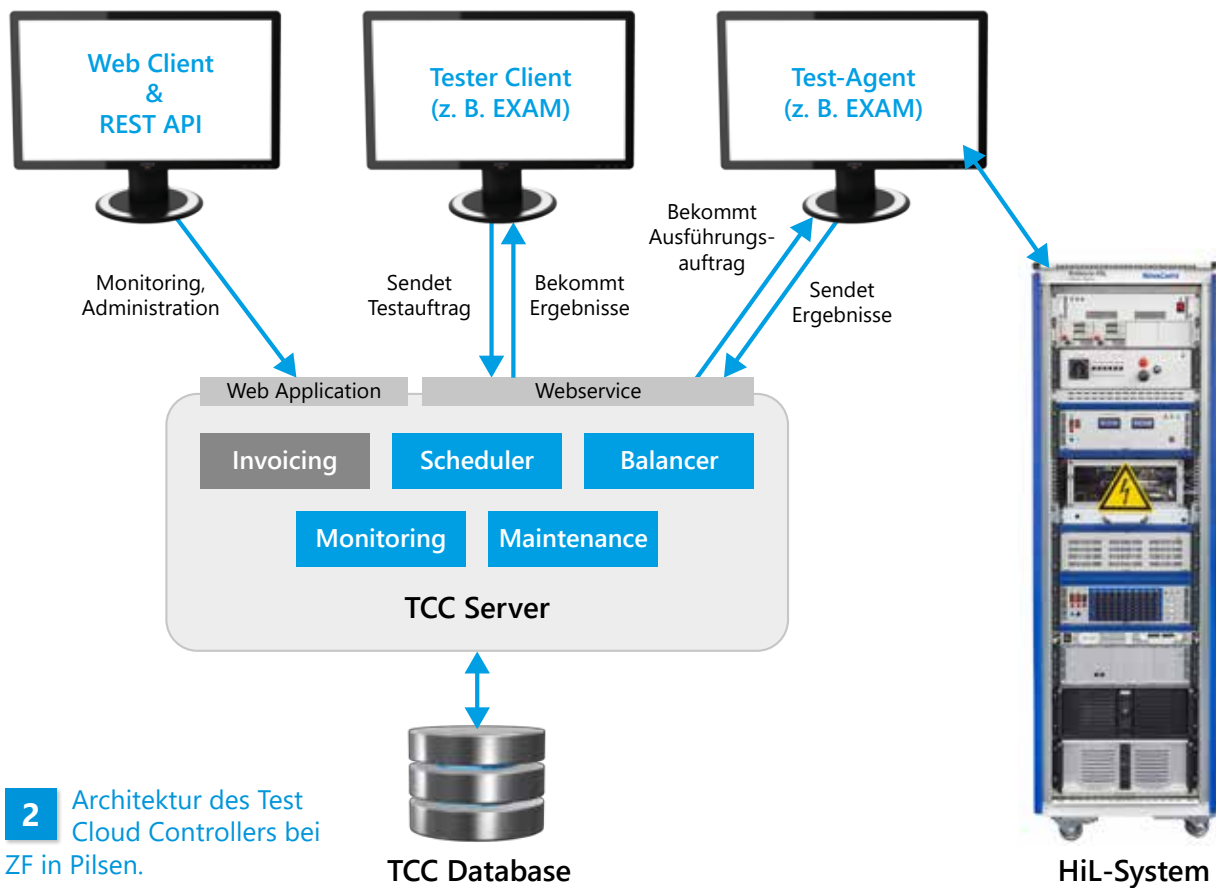 Web Client
&
REST API
Tester Client
(z. B. EXAM)
Test-Agent
(z. B. EXAM)
Monitoring,
Administration
Sendet
Testauftrag
Bekommt
Ergebnisse
Bekommt
Ausführungs-
auftrag
Sendet
Ergebnisse
Web Application
Webservice
Invoicing
Scheduler
Balancer
Monitoring
Maintenance
TCC Server
TCC Database
HiL-System
2
Architektur des Test
Cloud Controllers bei
ZF in Pilsen.